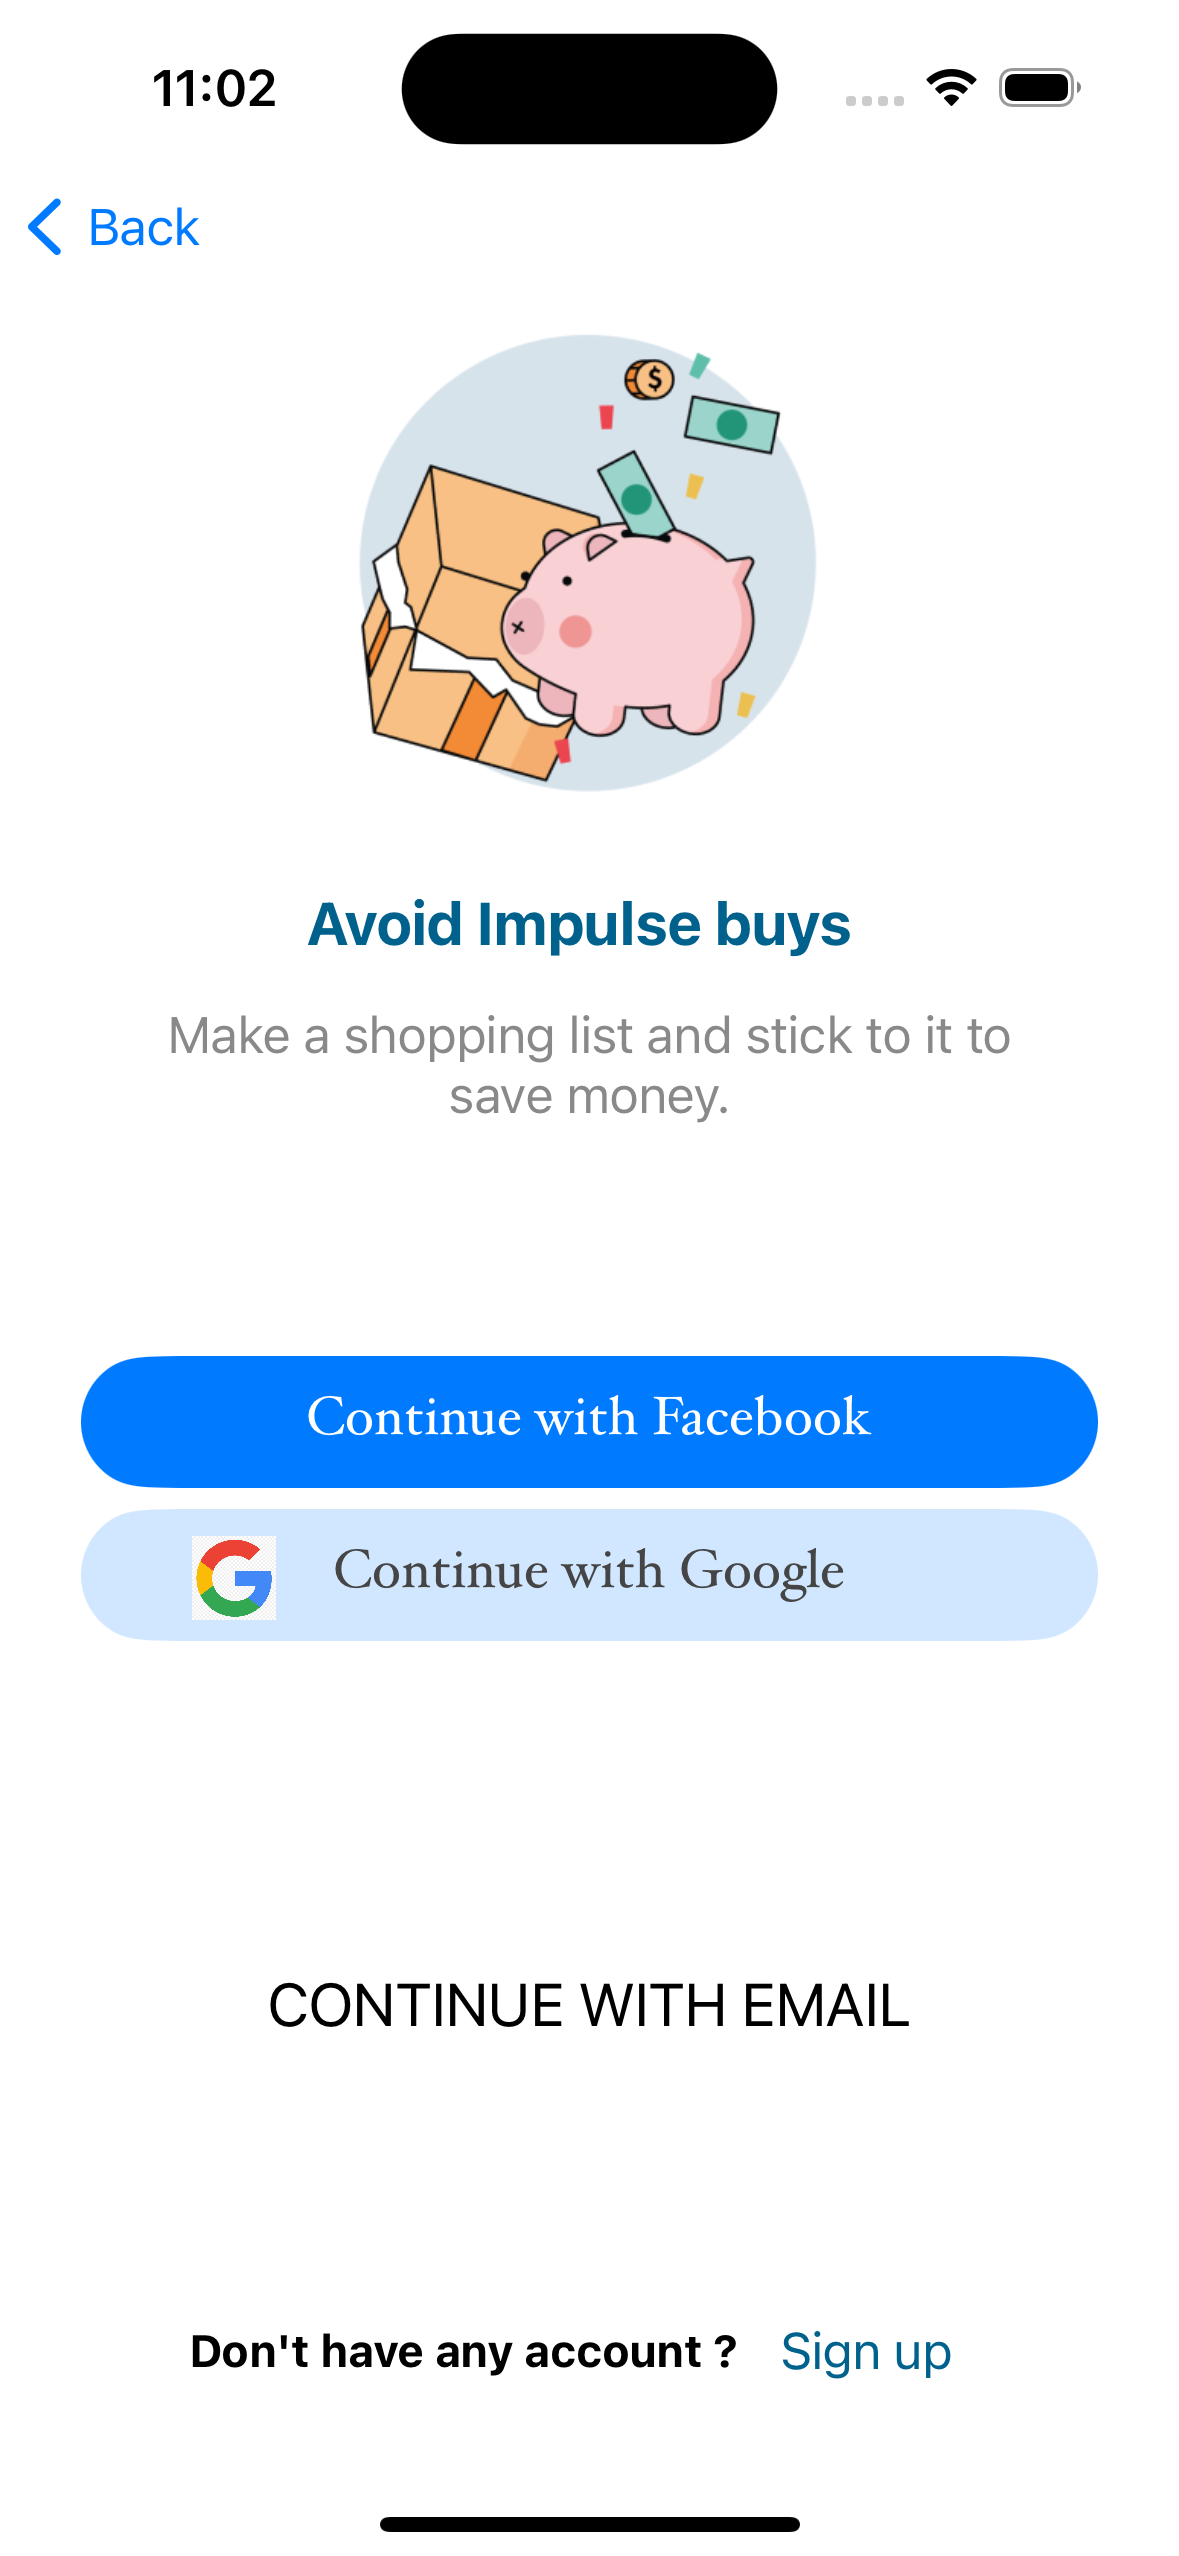 11:02
Back
$
Avoid Impulse buys
Make a shopping list and stick to it to
save money.
Continue with Facebook
G Continue with Google
CONTINUE WITH EMAIL
Don't have any account ? Sign up